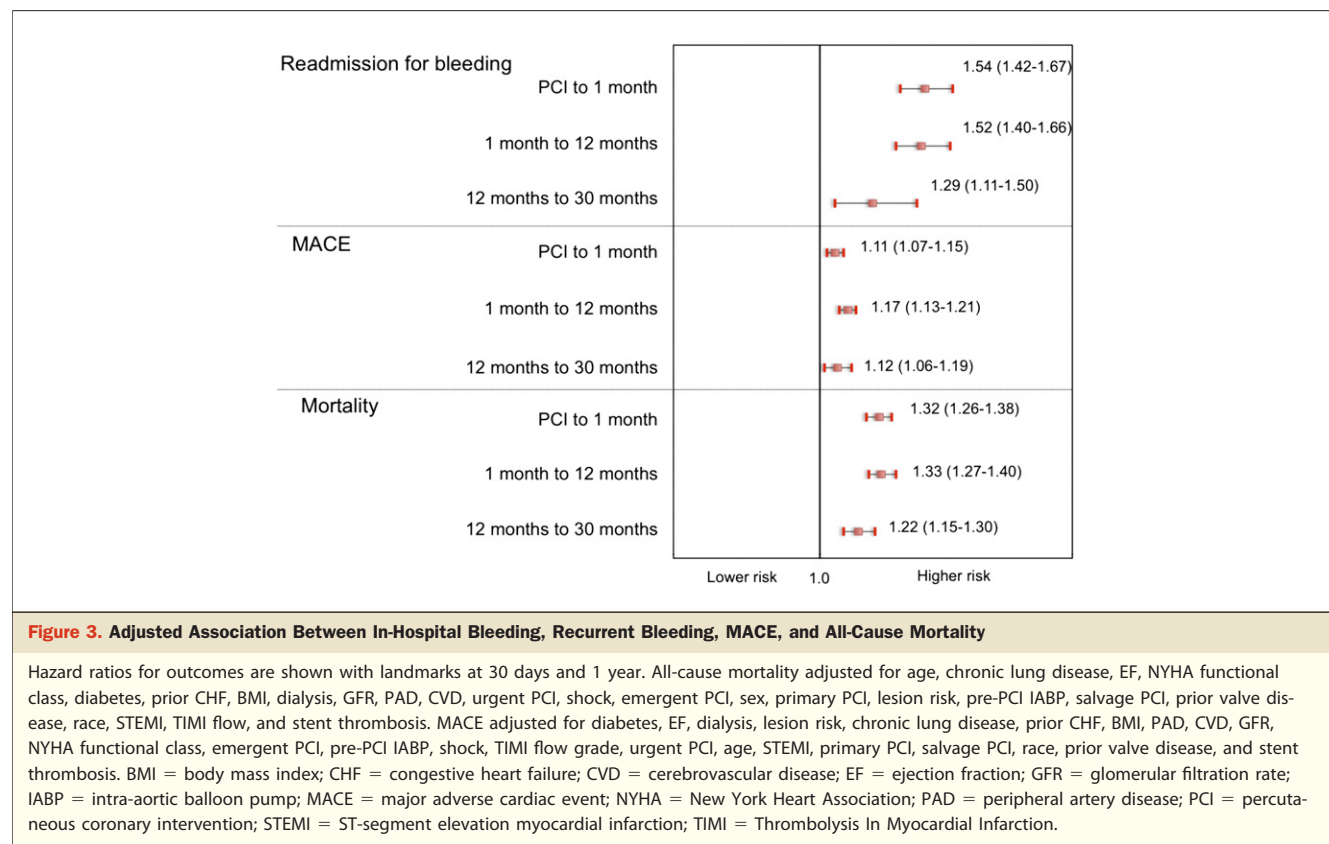 Readmission for bleeding
1.54 (1.42-1.67)
PCI to 1 month
1.52 (1.40-1.66)
1 month to 12 months
1.29 (1.11-1.50)
12 months to 30 months
MACE
PCI to 1 month
1.11 (1.07-1.15)
1 month to 12 months
1.17 (1.13-1.21)
12 months to 30 months
1.12 (1.06-1.19)
Mortality
PCI to 1 month
1.32 (1.26-1.38)
1 month to 12 months
1.33 (1.27-1.40)
12 months to 30 months
1.22 (1.15-1.30)
Lower risk 1.0 Higher risk
Figure 3. Adjusted Association Between In-Hospital Bleeding, Recurrent Bleeding, MACE, and All-Cause Mortality
Hazard ratios for outcomes are shown with landmarks at 30 days and 1 year. All-cause mortality adjusted for age, chronic lung disease, EF, NYHA functional
class, diabetes, prior CHF, BMI, dialysis, GFR, PAD, CVD, urgent PCI, shock, emergent PCI, sex, primary PCI, lesion risk, pre-PCI IABP, salvage PCI, prior valve dis-
ease, race, STEMI, TIMI flow, and stent thrombosis. MACE adjusted for diabetes, EF, dialysis, lesion risk, chronic lung disease, prior CHF, BMI, PAD, CVD, GFR,
NYHA functional class, emergent PCI, pre-PCI IABP, shock, TIMI flow grade, urgent PCI, age, STEMI, primary PCI, salvage PCI, race, prior valve disease, and stent
thrombosis. BMI = body mass index; CHF = congestive heart failure; CVD = cerebrovascular disease; EF = ejection fraction; GFR = glomerular filtration rate;
IABP = intra-aortic balloon pump; MACE = major adverse cardiac event; NYHA = New York Heart Association; PAD = peripheral artery disease; PCI = percuta-
neous coronary intervention; STEMI = ST-segment elevation myocardial infarction; TIMI = Thrombolysis In Myocardial Infarction.